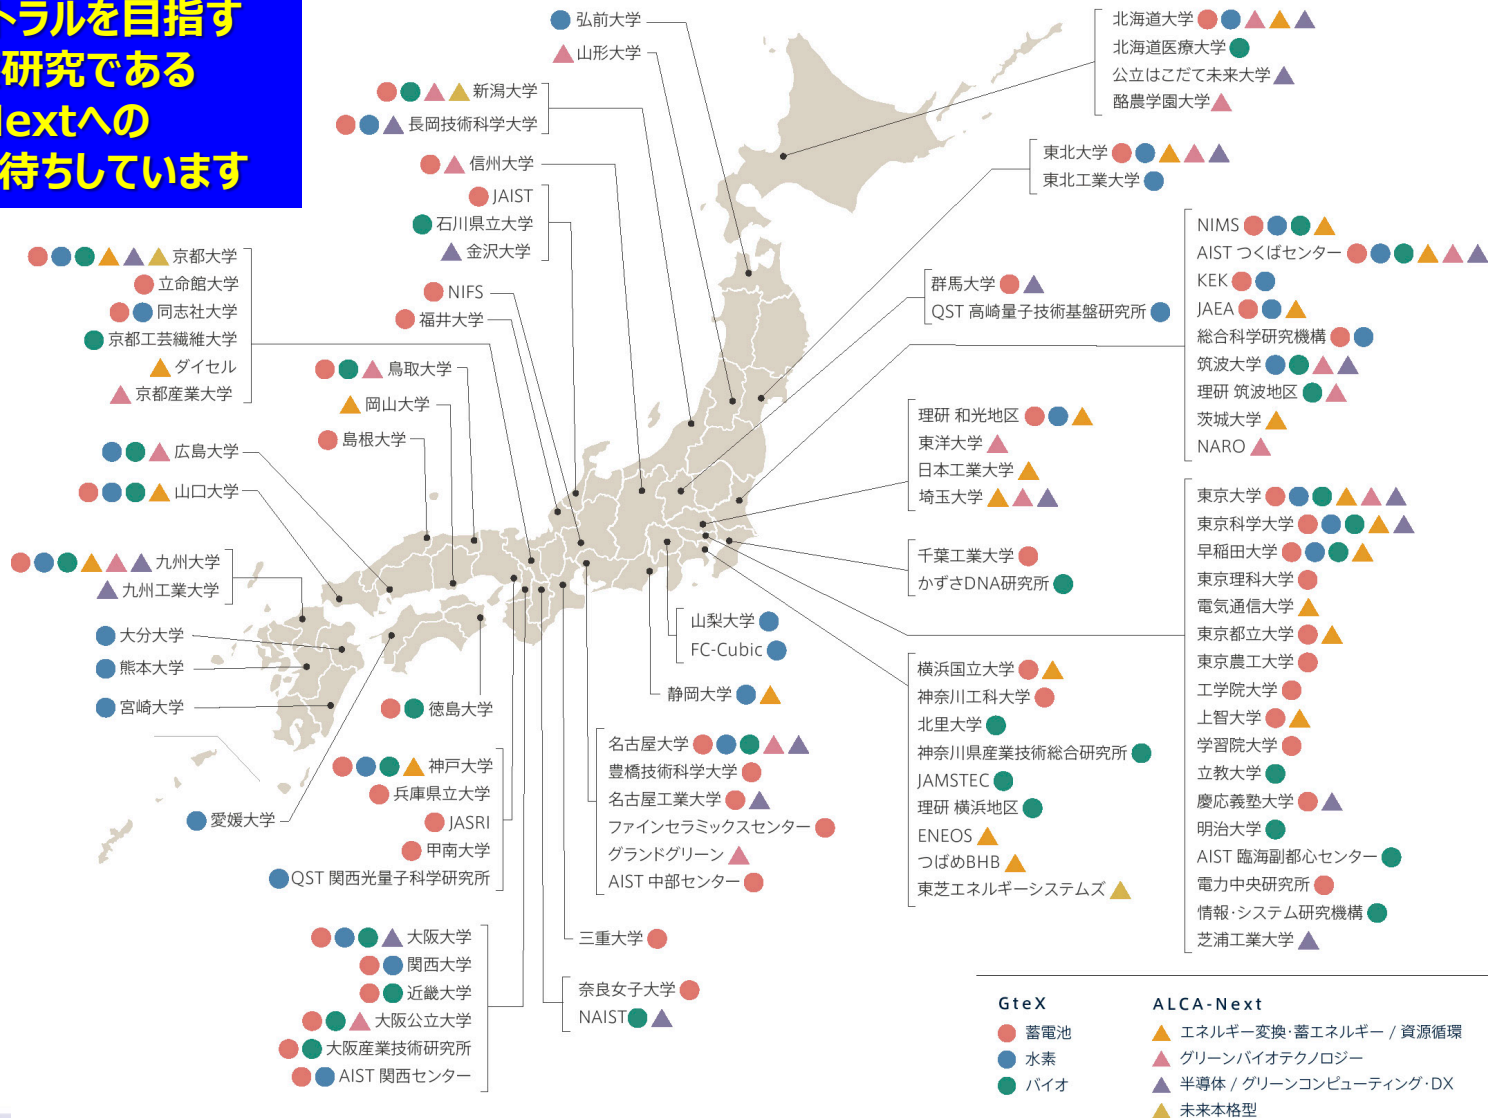 トラルを目指す
研究である
Nextへの
待ちしています
弘前大学
山形大学
新潟大学
長岡技術科学大学
信州大学
JAIST
石川県立大学
金沢大学
NIFS
福井大学
京都大学
立命館大学
同志社大学
京都工芸繊維大学
ダイセル
京都産業大学
鳥取大学
岡山大学
島根大学
広島大学
山口大学
九州大学
九州工業大学
大分大学
熊本大学
宮崎大学
愛媛大学
徳島大学
神戸大学
兵庫県立大学
JASRI
甲南大学
QST 関西光量子科学研究所
大阪大学
関西大学
近畿大学
大阪公立大学
大阪産業技術研究所
AIST 関西センター
北海道大学
北海道医療大学
公立はこだて未来大学
酪農学園大学
東北大学
東北工業大学
群馬大学
QST 高崎量子技術基盤研究所
NIMS
AIST つくばセンター
KEK
JAEA
総合科学研究機構
筑波大学
理研 筑波地区
茨城大学
NARO
理研 和光地区
東洋大学
日本工業大学
埼玉大学
千葉工業大学
かずさDNA研究所
山梨大学
FC-Cubic
静岡大学
名古屋大学
豊橋技術科学大学
名古屋工業大学
ファインセラミックスセンター
グランドグリーン
AIST 中部センター
三重大学
奈良女子大学
NAIST
横浜国立大学
神奈川工科大学
北里大学
神奈川県産業技術総合研究所
JAMSTEC
理研 横浜地区
ENEOS
つばめBHB
東芝エネルギーシステムズ
東京大学
東京科学大学
早稲田大学
東京理科大学
電気通信大学
東京都立大学
東京農工大学
工学院大学
上智大学
学習院大学
立教大学
慶応義塾大学
明治大学
AIST 臨海副都心センター
電力中央研究所
情報・システム研究機構
芝浦工業大学
GteX
蓄電池
水素
バイオ
ALCA-Next
エネルギー変換・蓄エネルギー / 資源循環
グリーンバイオテクノロジー
半導体 / グリーンコンピューティング・DX
未来本格型